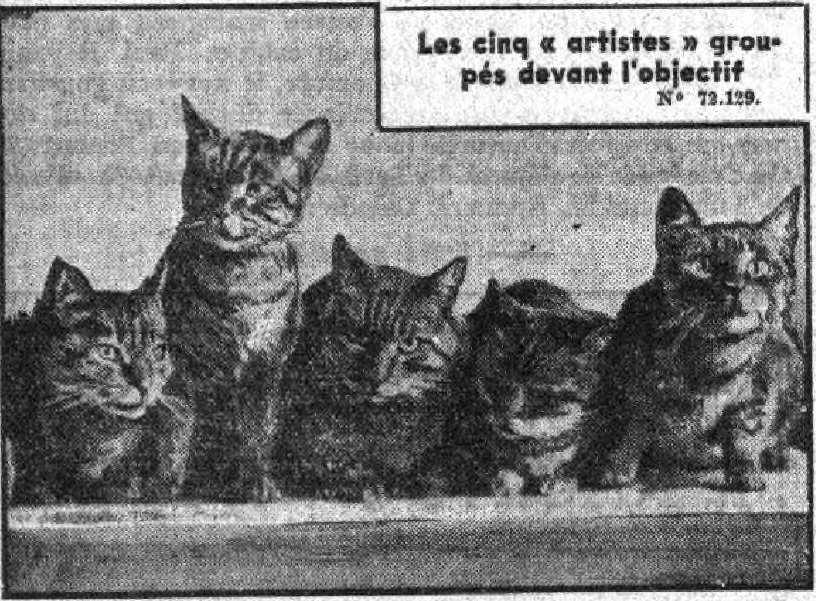 Les cinq « artistes » grou-
pés devant l'objectif
N° 72.129.